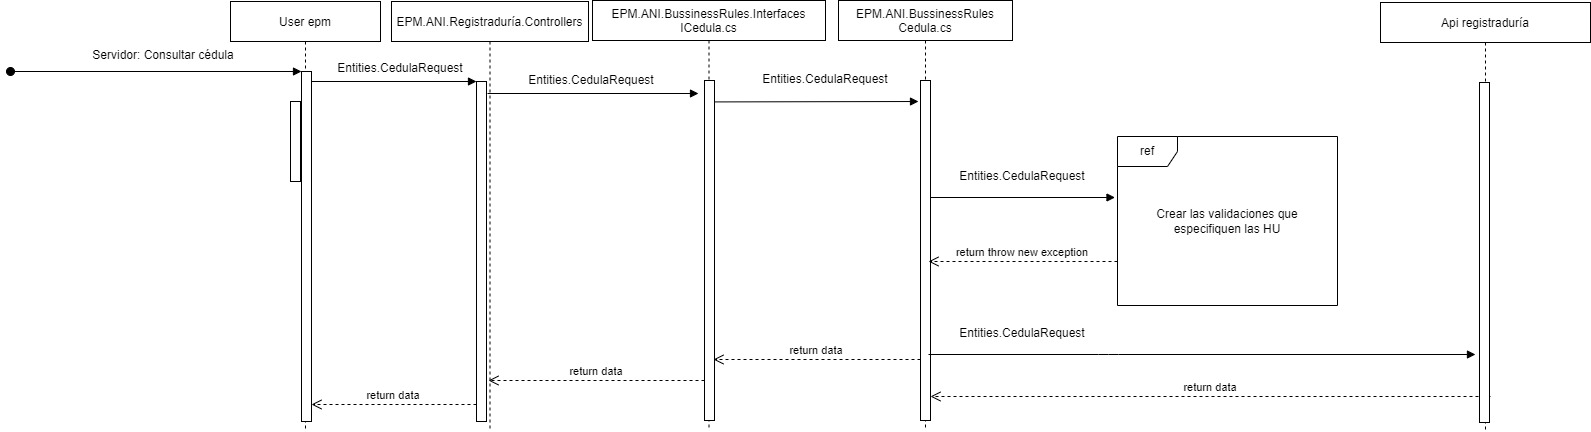 User epm
EPM.ANI.Registraduría.Controllers
EPM.ANI.BussinessRules.Interfaces
ICedula.cs
EPM.ANI.BussinessRules
Cedula.cs
Api registraduría
Servidor: Consultar cédula
Entities.CedulaRequest
Entities.CedulaRequest
Entities.CedulaRequest
ref
Entities.CedulaRequest
Crear las validaciones que
especifiquen las HU
return throw new exception
Entities.CedulaRequest
return data
return data
return data
return data